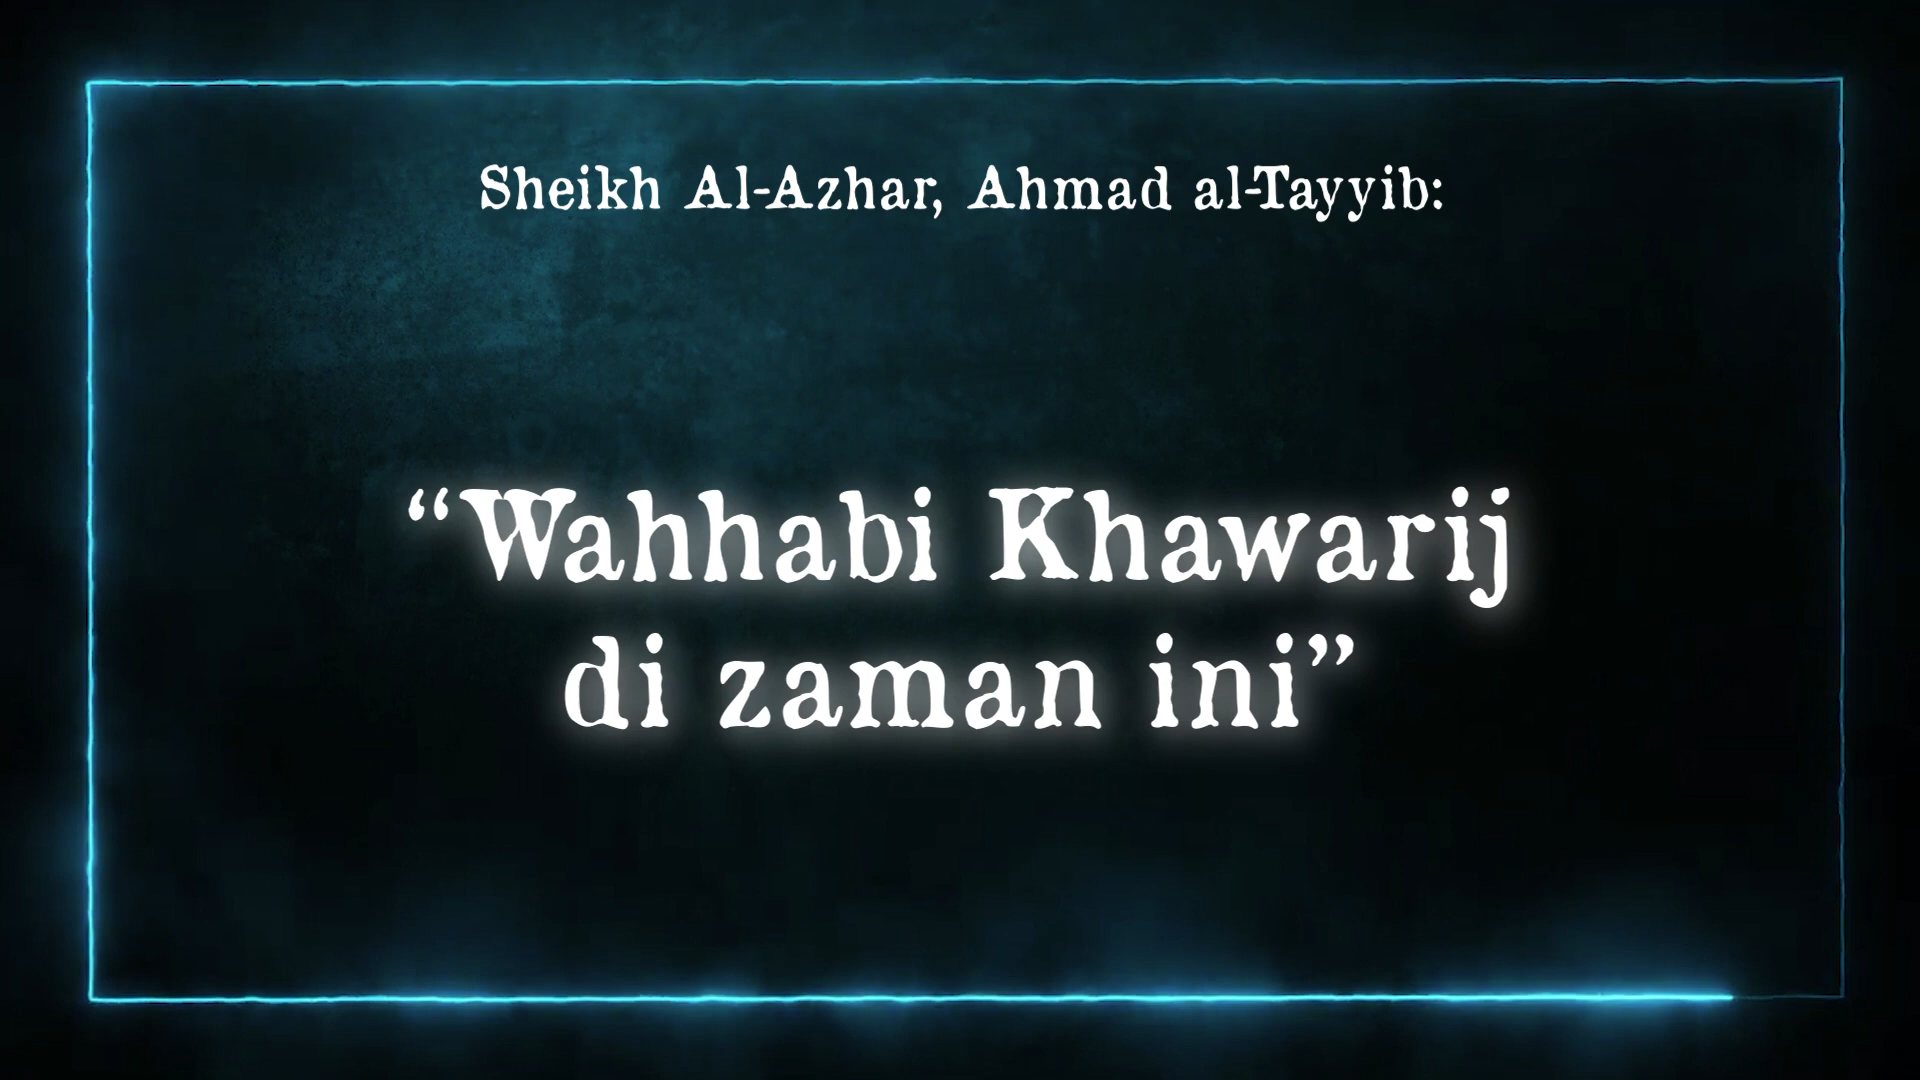 Sheikh Al-Azhar, Ahmad al-Tayyib:
“Wahhabi Khawarij
di zaman ini”